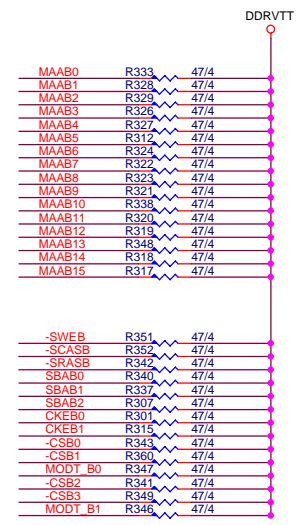 DDRVTT
MAAB0 R333 47/4
MAAB1 R328 47/4
MAAB2 R329 47/4
MAAB3 R326 47/4
MAAB4 R327 47/4
MAAB5 R312 47/4
MAAB6 R324 47/4
MAAB7 R322 47/4
MAAB8 R323 47/4
MAAB9 R321 47/4
MAAB10 R338 47/4
MAAB11 R320 47/4
MAAB12 R319 47/4
MAAB13 R348 47/4
MAAB14 R318 47/4
MAAB15 R317 47/4
-SWEB R351 47/4
-SCASB R352 47/4
-SRASB R342 47/4
SBAB0 R340 47/4
SBAB1 R337 47/4
SBAB2 R307 47/4
CKEB0 R301 47/4
CKEB1 R315 47/4
-CSB0 R343 47/4
-CSB1 R360 47/4
MODT_B0 R347 47/4
-CSB2 R341 47/4
-CSB3 R349 47/4
MODT_B1 R346 47/4